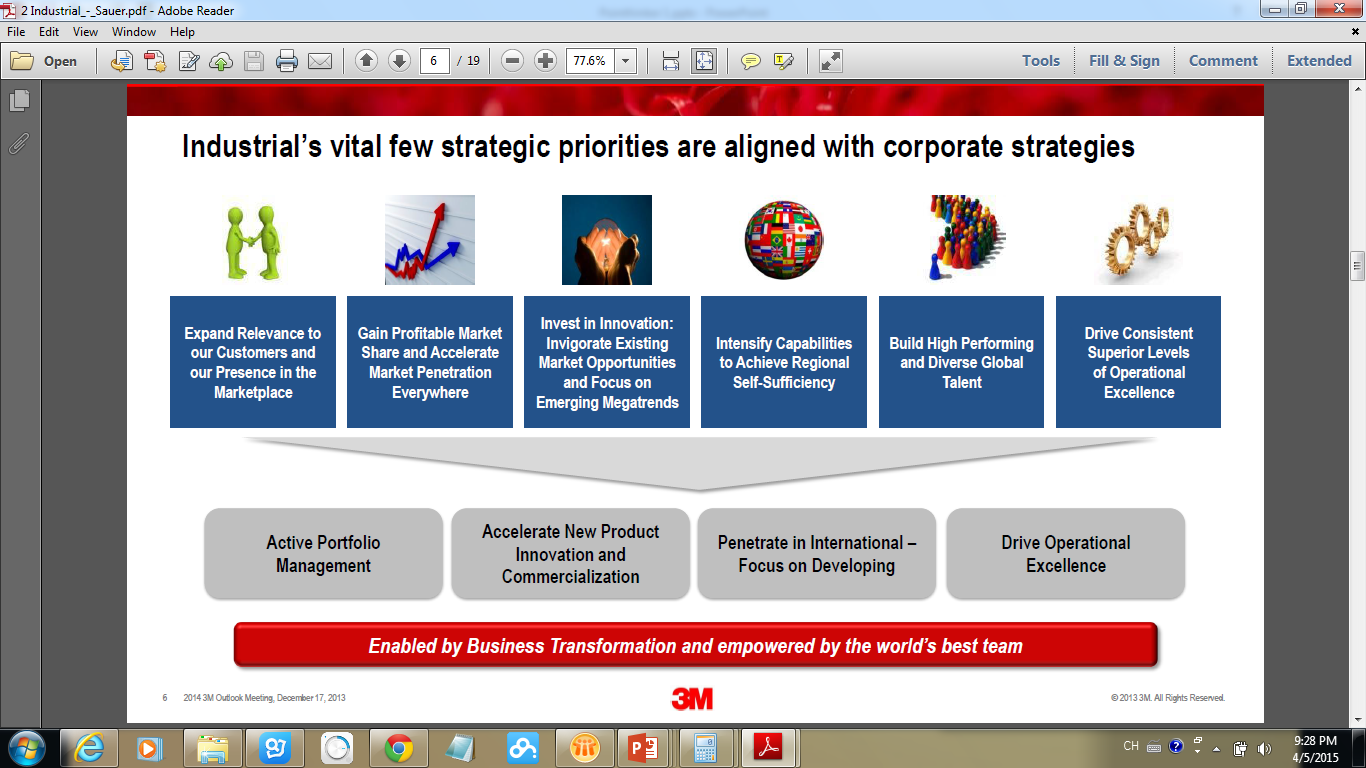 2 Industrial_-_Sauer.pdf - Adobe Reader
File Edit View Window Help
Open 6 / 19 77.6% Tools Fill & Sign Comment Extended
Industrial’s vital few strategic priorities are aligned with corporate strategies
Expand Relevance to
our Customers and
our Presence in the
Marketplace
Gain Profitable Market
Share and Accelerate
Market Penetration
Everywhere
Invest in Innovation:
Invigorate Existing
Market Opportunities
and Focus on
Emerging Megatrends
Intensify Capabilities
to Achieve Regional
Self-Sufficiency
Build High Performing
and Diverse Global
Talent
Drive Consistent
Superior Levels
of Operational
Excellence
Active Portfolio
Management
Accelerate New Product
Innovation and
Commercialization
Penetrate in International –
Focus on Developing
Drive Operational
Excellence
Enabled by Business Transformation and empowered by the world’s best team
6 2014 3M Outlook Meeting, December 17, 2013
3M
© 2013 3M. All Rights Reserved.
CH
9:28 PM
4/5/2015